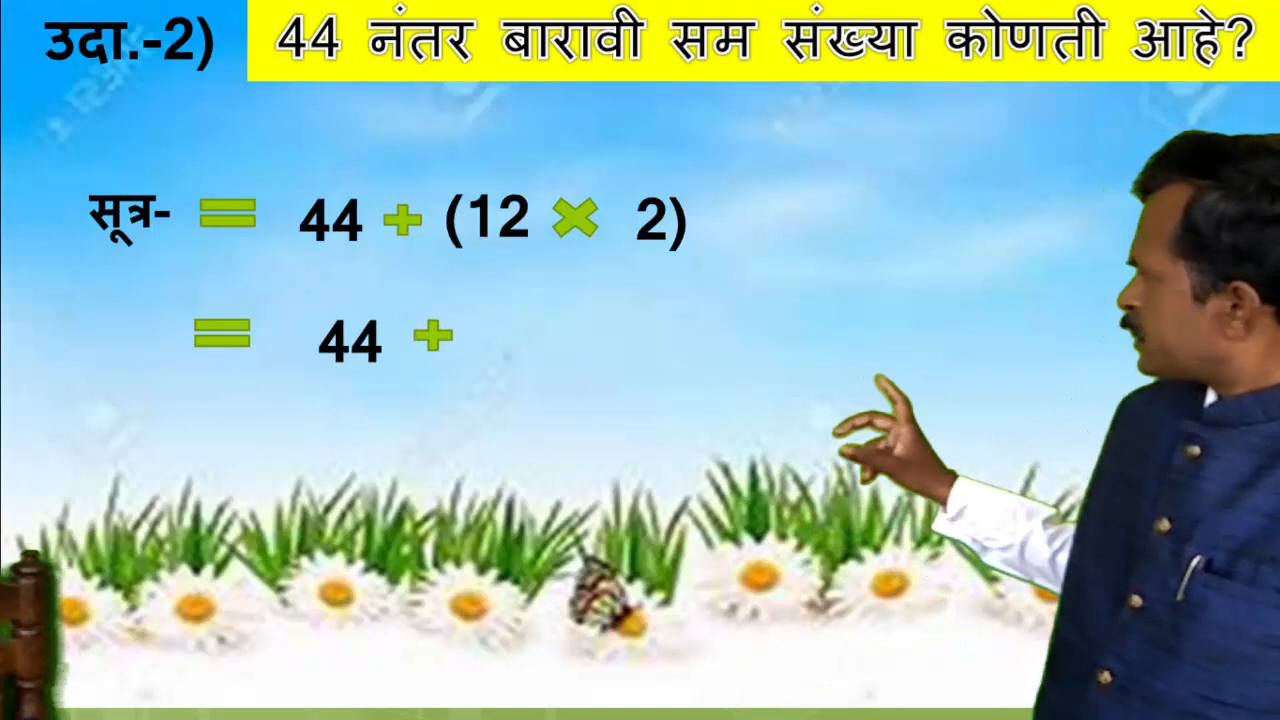 उदा.-2) 44 नंतर बारावी सम संख्या कोणती आहे?
सूत्र- = 44 + (12 × 2)
= 44 +